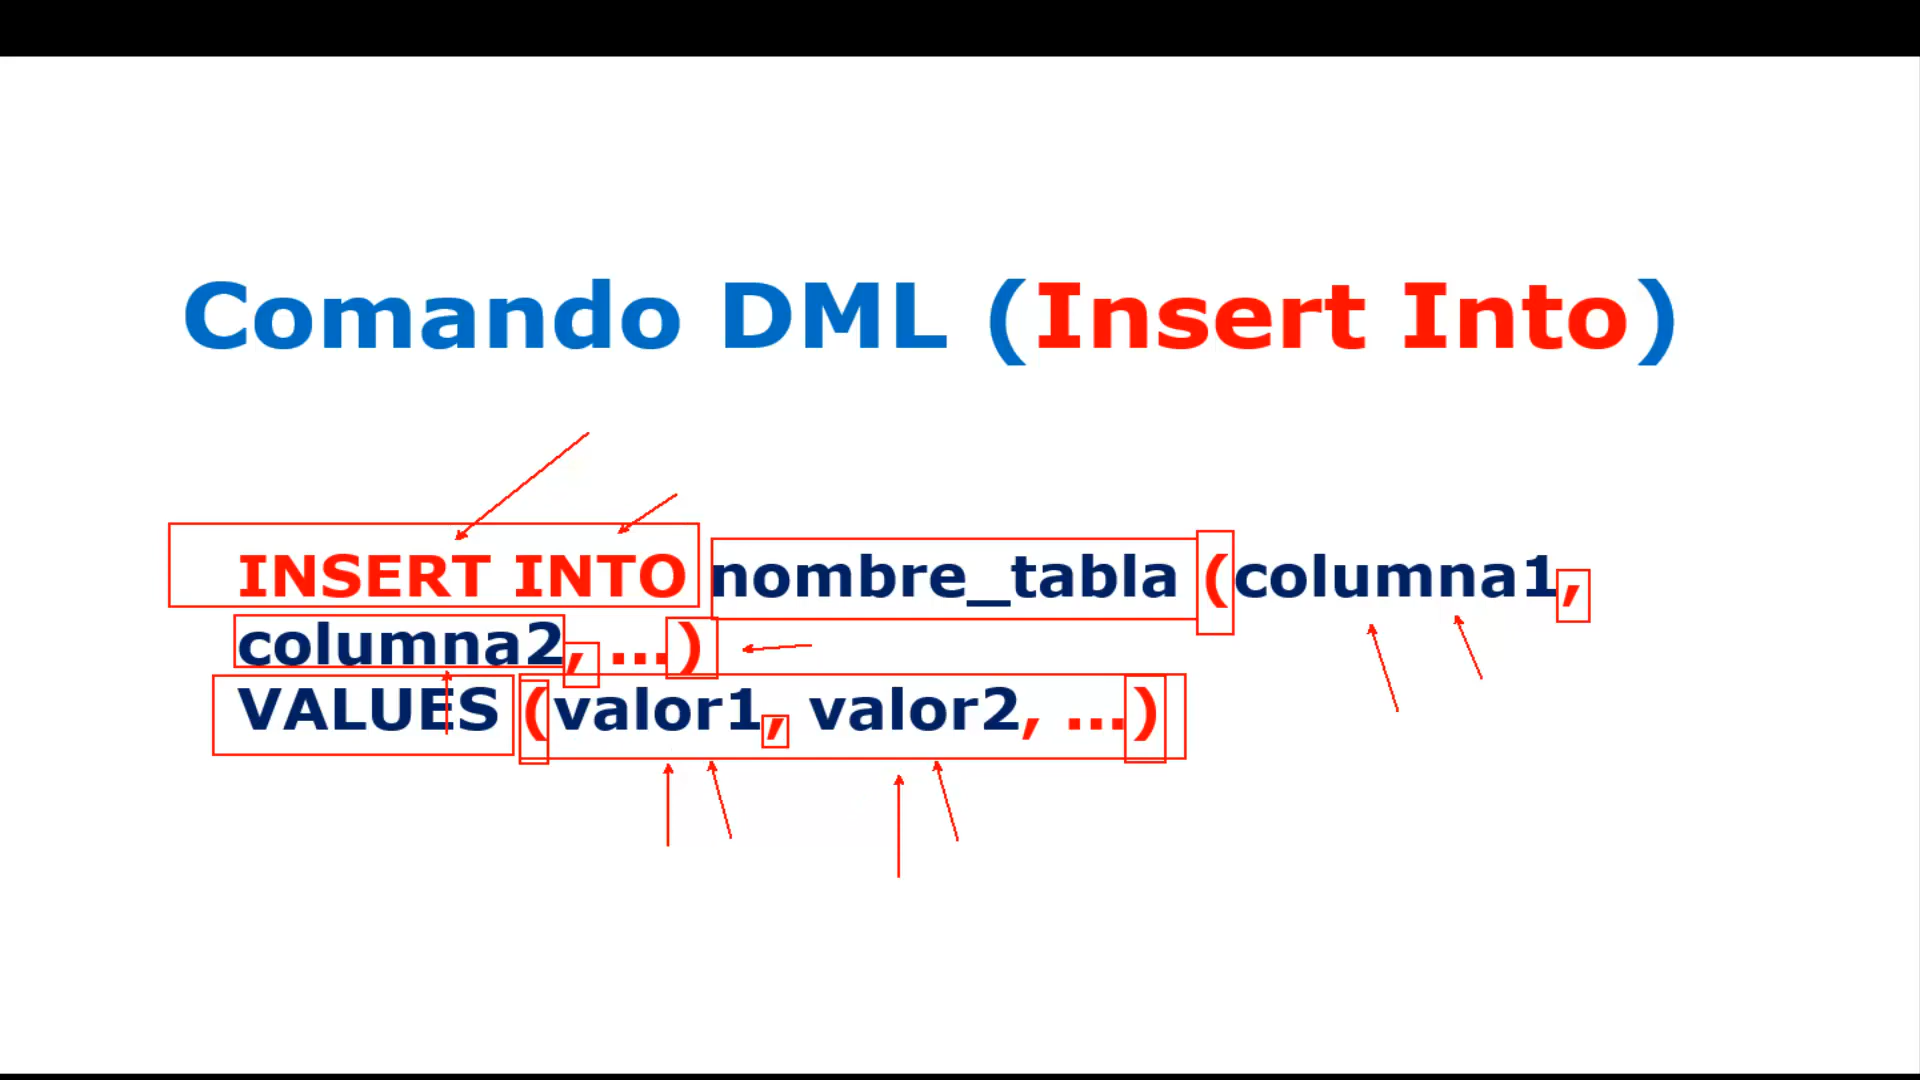 Comando DML (Insert Into)
INSERT INTO nombre_tabla (columna1,
columna2, ...)
VALUES (valor1, valor2, ...)